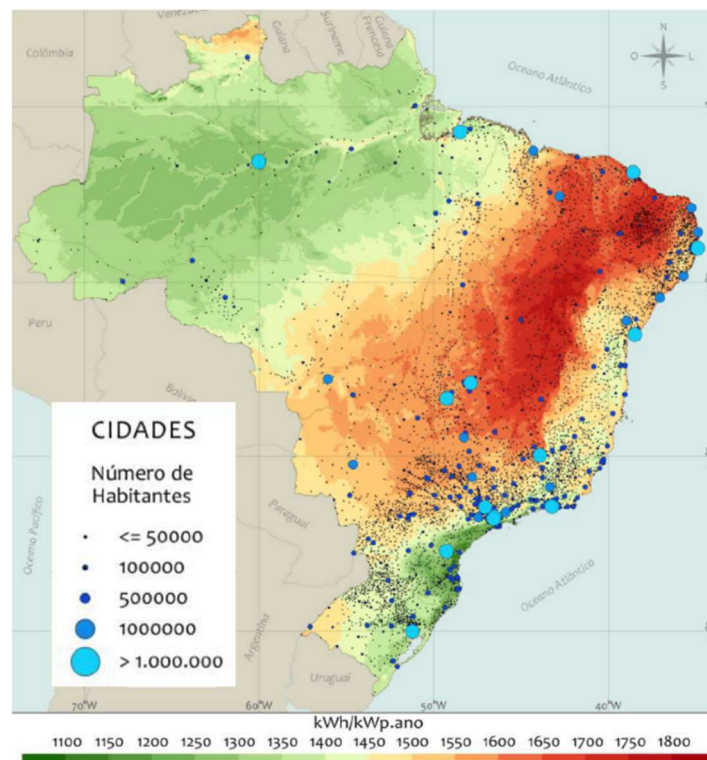 Colômbia
Guiana
Suriname
Guiana
Francesa
Oceano Atlântico
N
O
L
S
Peru
CIDADES
Número de
Habitantes
<= 50000
100000
500000
1000000
> 1.000.000
Oceano Pacífico
Paraguai
Argentina
Uruguai
Oceano Atlântico
70°W
60°W
50°W
40°W
kWh/kWp.ano
1100 1150 1200 1250 1300 1350 1400 1450 1500 1550 1600 1650 1700 1750 1800